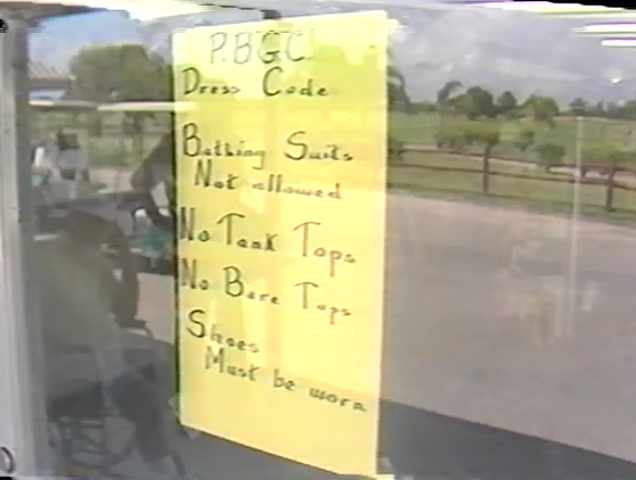 P.B.G.C.
Dress Code
Bathing Suits
Not allowed
No Tank Tops
No Bare Tops
Shoes
Must be worn